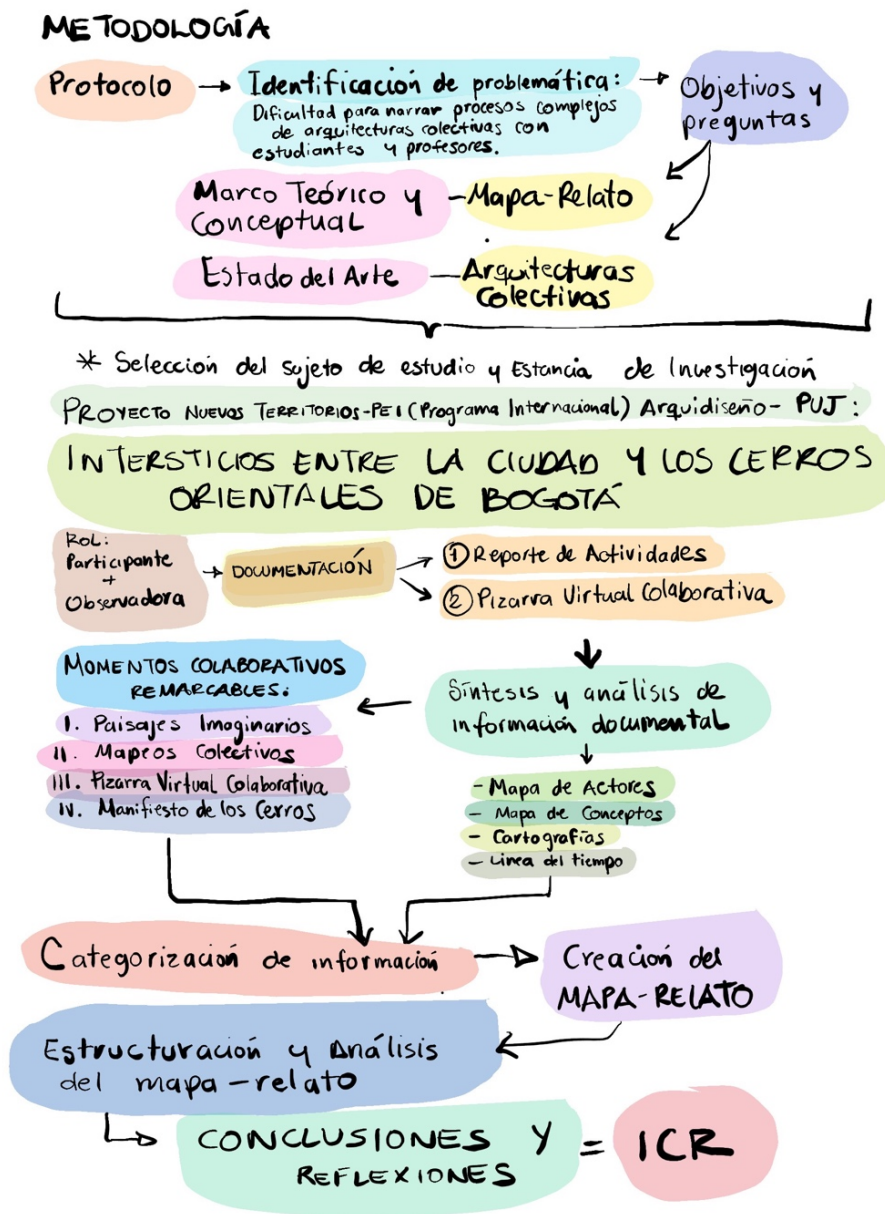 METODOLOGÍA
Protocolo
Identificación de problemática:
Dificultad para narrar procesos complejos
de arquitecturas colectivas con
estudiantes y profesores.
Objetivos y
preguntas
Marco Teórico y
Conceptual
Mapa-Relato
Estado del Arte
Arquitecturas
Colectivas
* Selección del sujeto de estudio y Estancia de Investigación
PROYECTO NUEVOS TERRITORIOS-PEI (Programa Internacional) Arquidiseño- PUJ:
INTERSTICIOS ENTRE LA CIUDAD Y LOS CERROS
ORIENTALES DE BOGOTÁ
ROL:
Participante
+
Observadora
DOCUMENTACIÓN
① Reporte de Actividades
② Pizarra Virtual Colaborativa
MOMENTOS COLABORATIVOS
REMARCABLES:
I. Paisajes Imaginarios
II. Mapeos Colectivos
III. Pizarra Virtual Colaborativa
IV. Manifiesto de los Cerros
Síntesis y análisis de
información documental
- Mapa de Actores
- Mapa de Conceptos
- Cartografías
- Línea del tiempo
Categorización de información
Creación del
MAPA-RELATO
Estructuración y Análisis
del mapa-relato
CONCLUSIONES Y
REFLEXIONES
= ICR